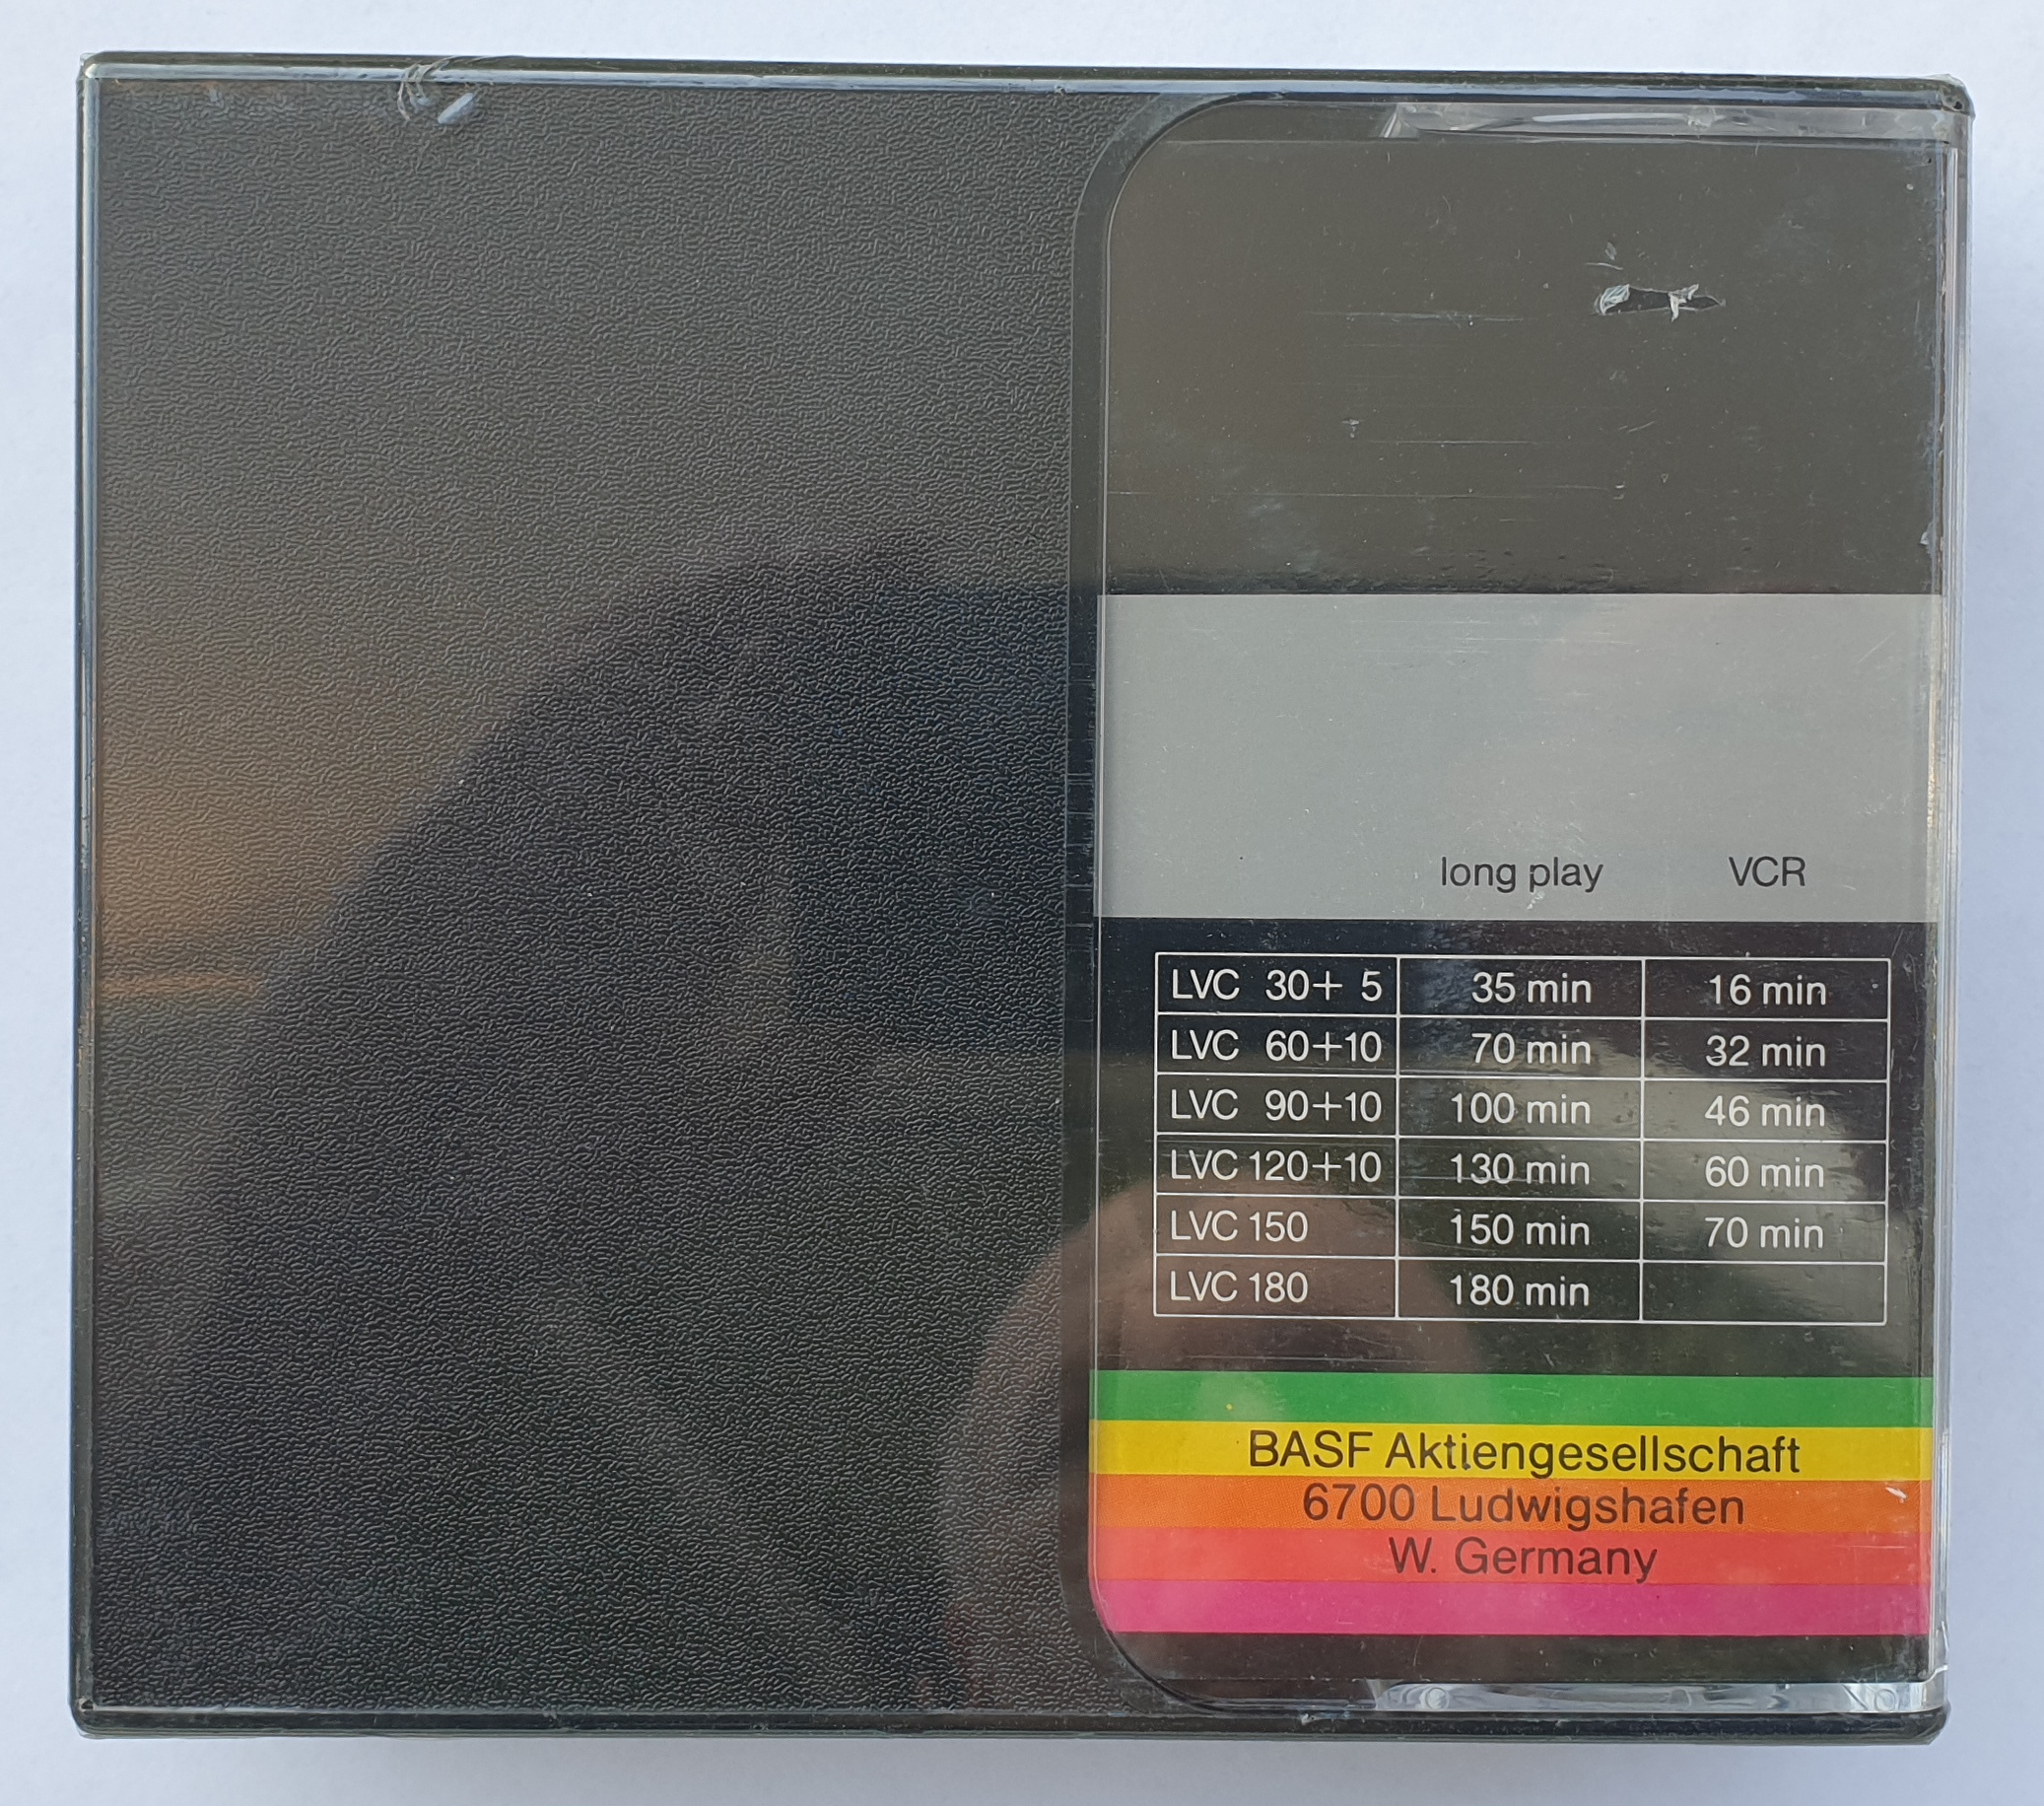 long play VCR
LVC 30+ 5 35 min 16 min
LVC 60+10 70 min 32 min
LVC 90+10 100 min 46 min
LVC 120+10 130 min 60 min
LVC 150 150 min 70 min
LVC 180 180 min
BASF Aktiengesellschaft
6700 Ludwigshafen
W. Germany